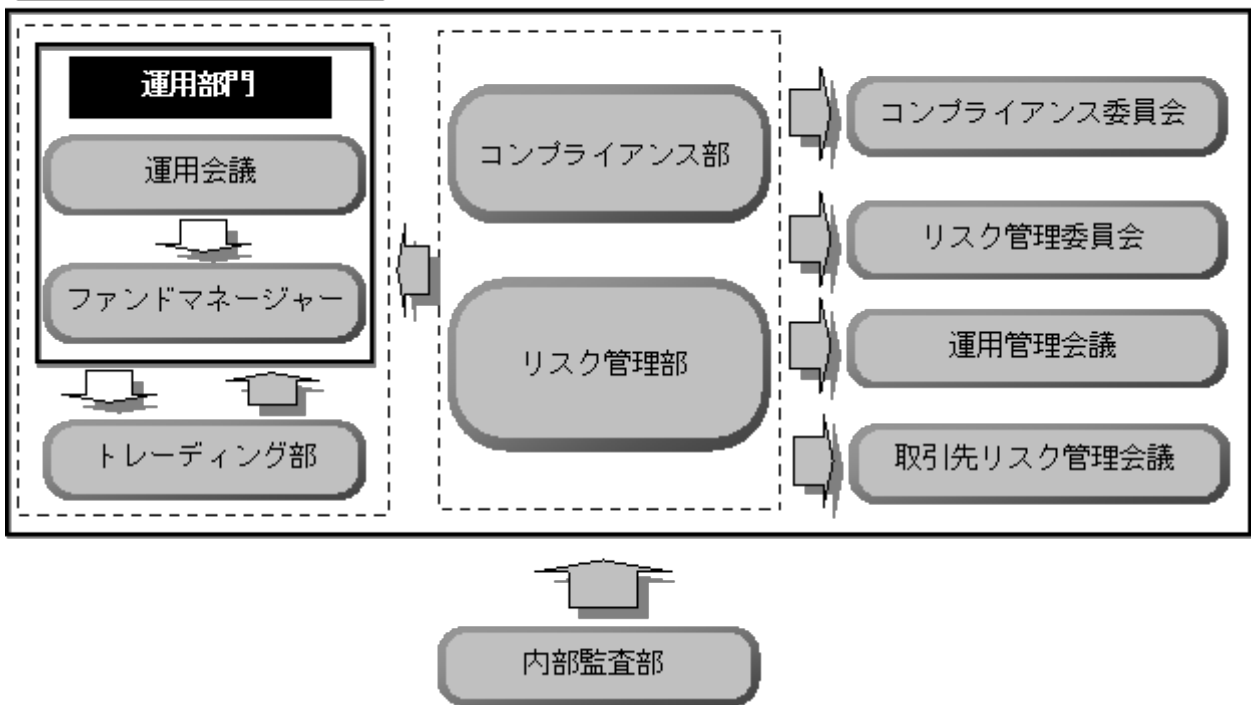 運用部門
運用会議
ファンドマネージャー
トレーディング部
コンプライアンス部
リスク管理部
コンプライアンス委員会
リスク管理委員会
運用管理会議
取引先リスク管理会議
内部監査部